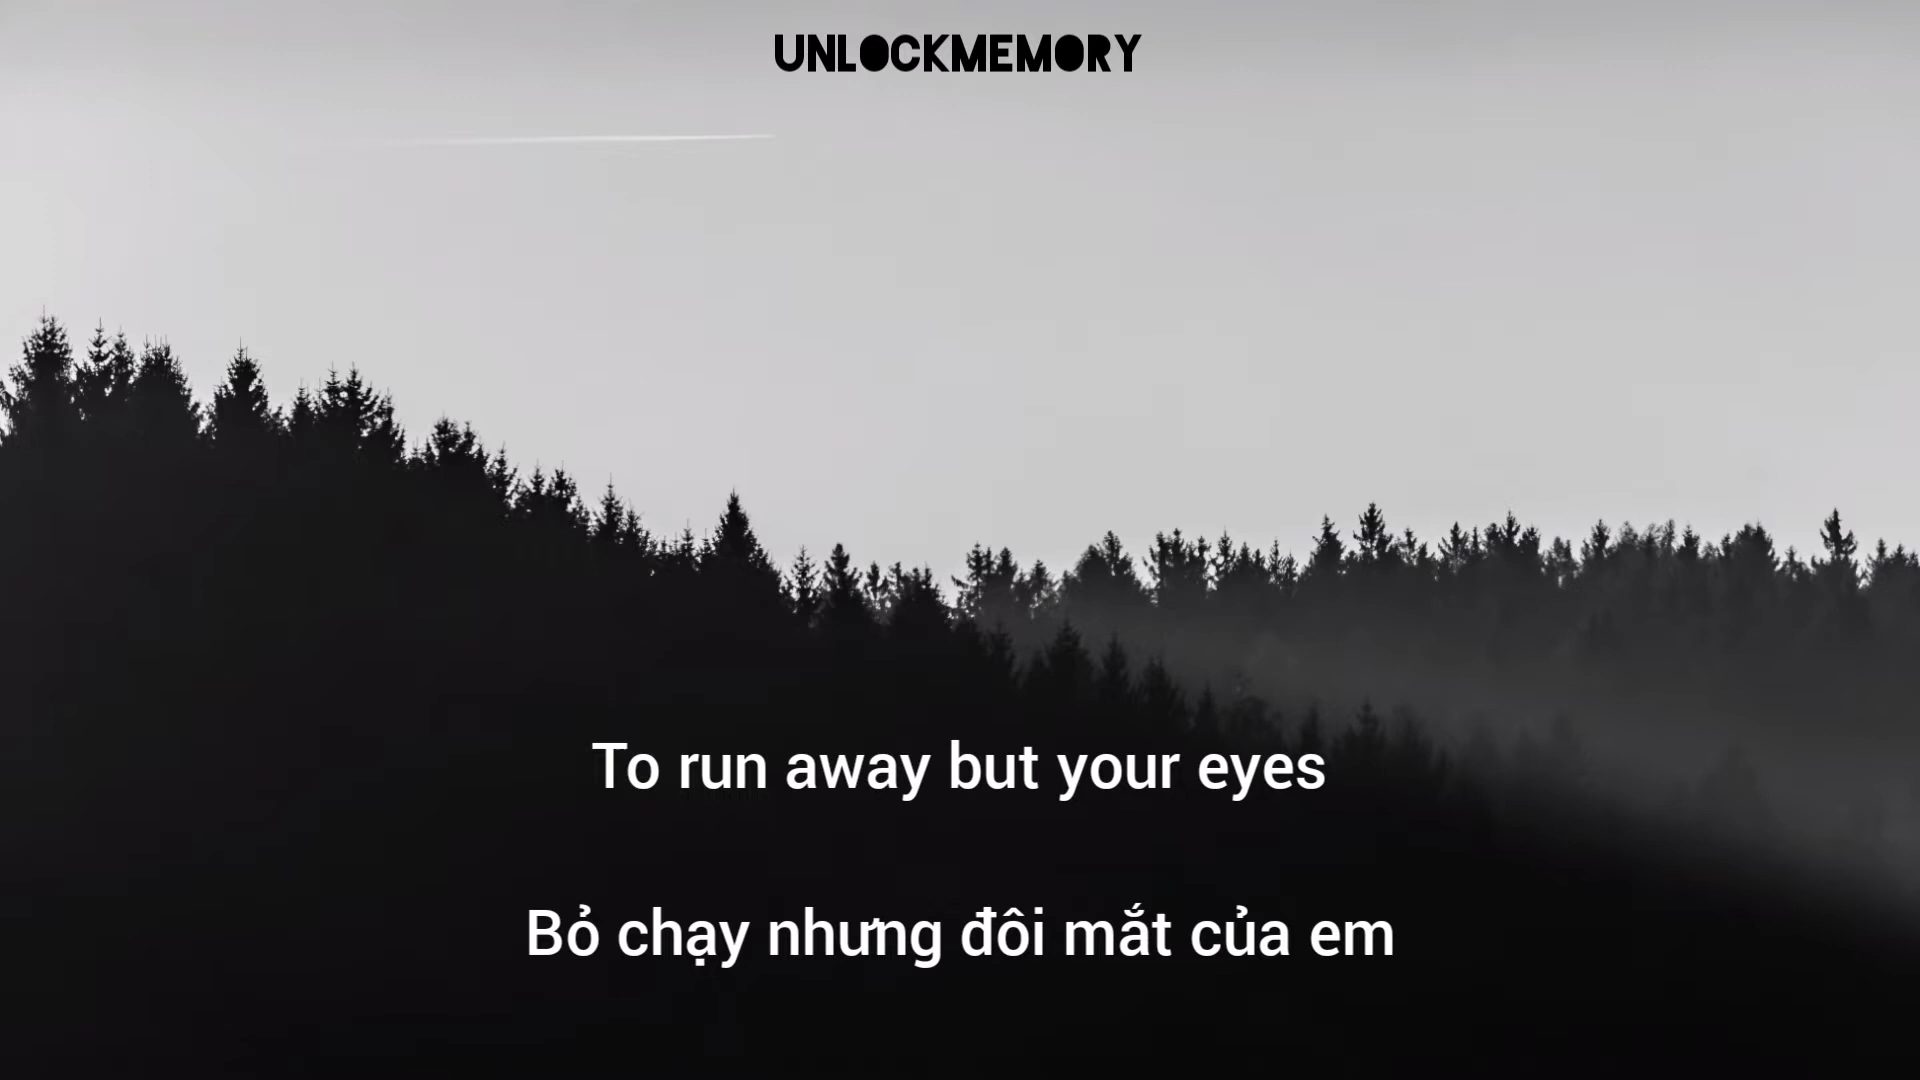 UNLOCKMEMORY
To run away but your eyes
Bỏ chạy nhưng đôi mắt của em